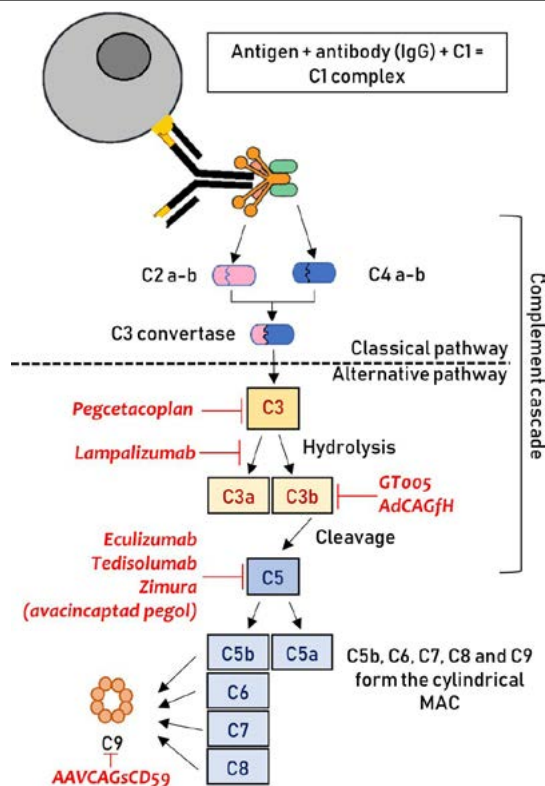 Antigen + antibody (IgG) + C1 =
C1 complex
C2 a-b
C4 a-b
C3 convertase
Classical pathway
Alternative pathway
Complement cascade
Pegcetacoplan
C3
Lampalizumab
Hydrolysis
C3a
C3b
GT005
AdCAGfH
Cleavage
Eculizumab
Tedisolumab
Zimura
(avacincaptad pegol)
C5
C5b
C5a
C5b, C6, C7, C8 and C9
form the cylindrical
MAC
C6
C7
C9
C8
AAVCAGsCD59